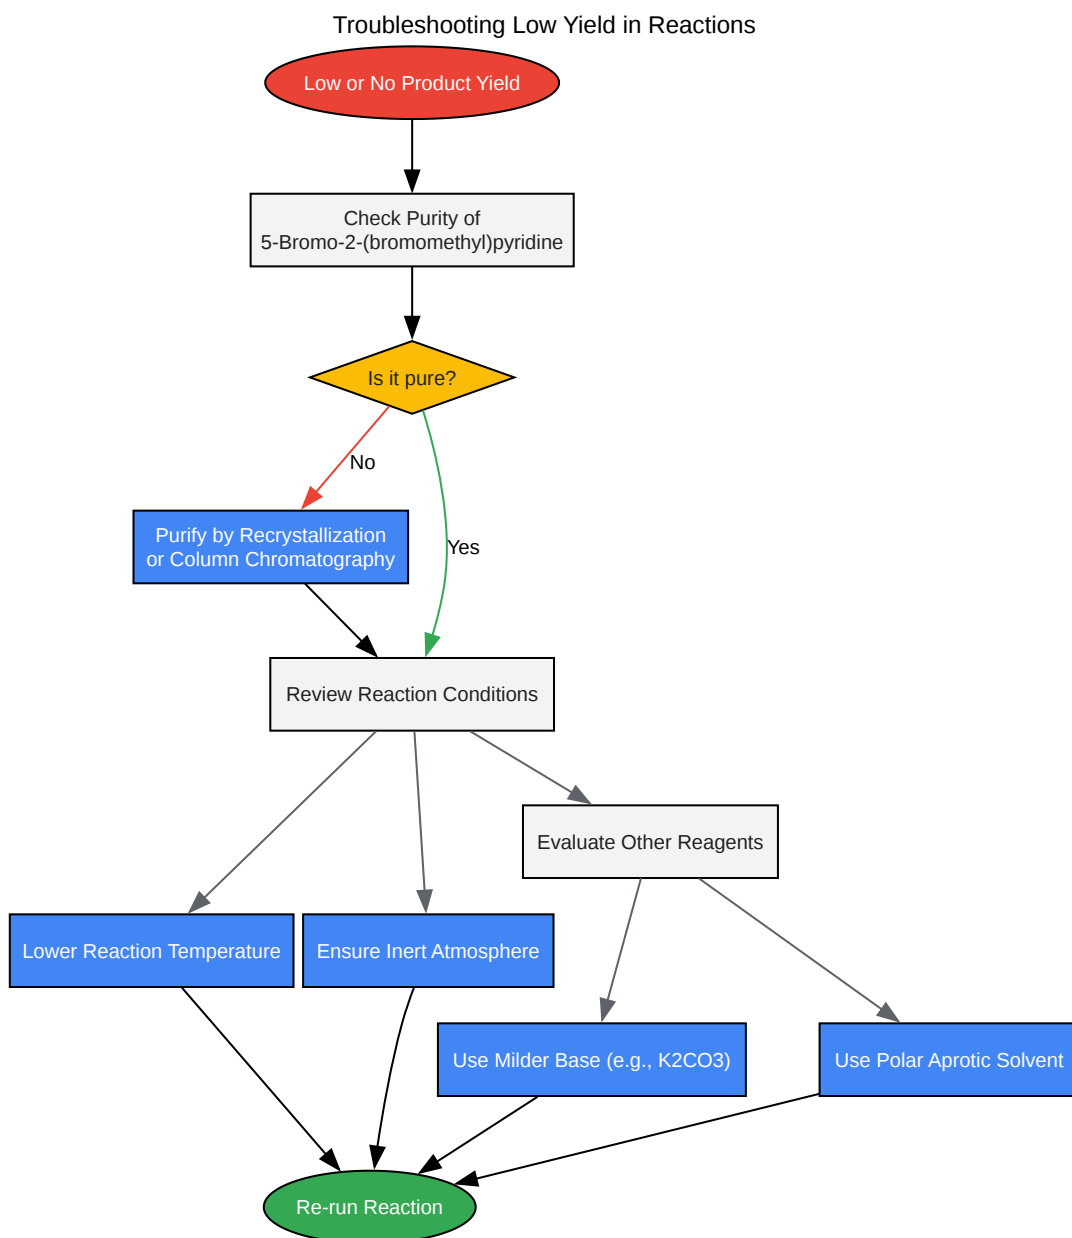 Troubleshooting Low Yield in Reactions
Low or No Product Yield
Check Purity of
5-Bromo-2-(bromomethyl)pyridine
Is it pure?
No
Purify by Recrystallization
or Column Chromatography
Yes
Review Reaction Conditions
Evaluate Other Reagents
Lower Reaction Temperature
Ensure Inert Atmosphere
Use Milder Base (e.g., K2CO3)
Use Polar Aprotic Solvent
Re-run Reaction